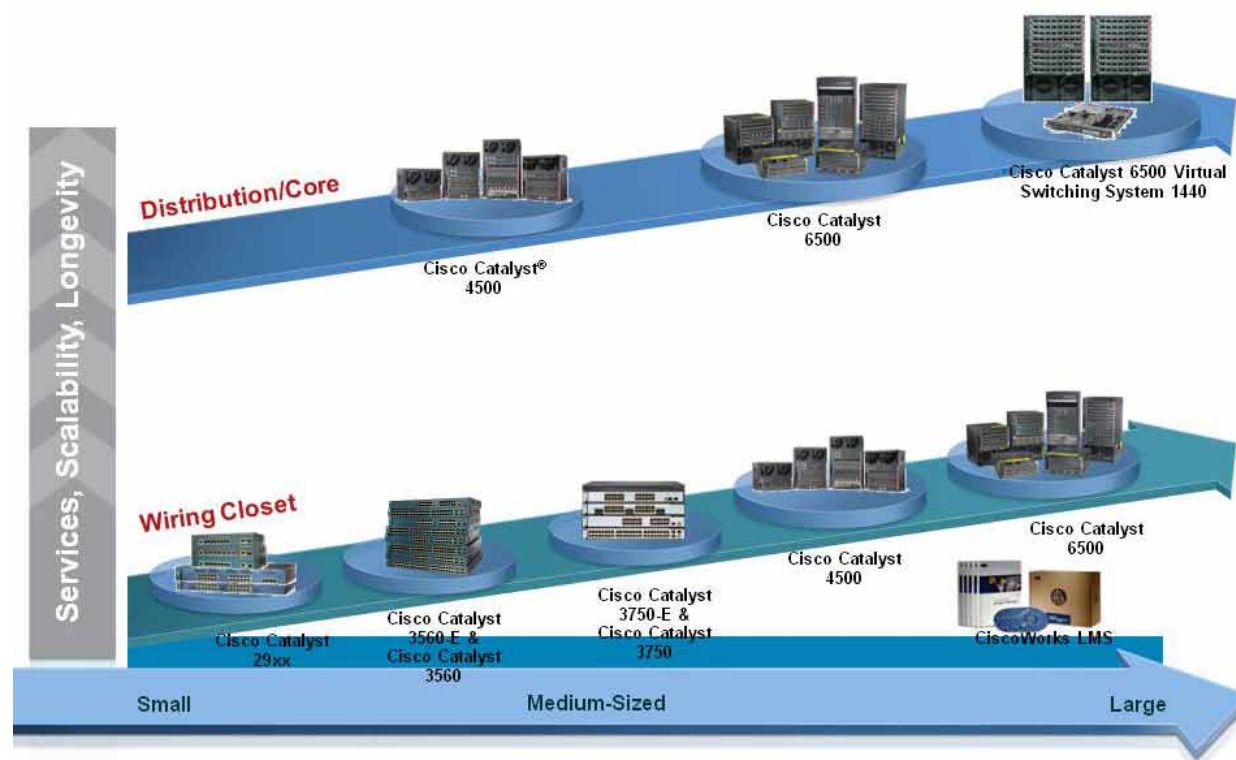 Services, Scalability, Longevity
Distribution/Core
Cisco Catalyst®
4500
Cisco Catalyst
6500
Cisco Catalyst 6500 Virtual
Switching System 1440
Wiring Closet
Cisco Catalyst
29xx
Cisco Catalyst
3560-E &
Cisco Catalyst
3560
Cisco Catalyst
3750-E &
Cisco Catalyst
3750
Cisco Catalyst
4500
Cisco Catalyst
6500
CiscoWorks LMS
Small
Medium-Sized
Large